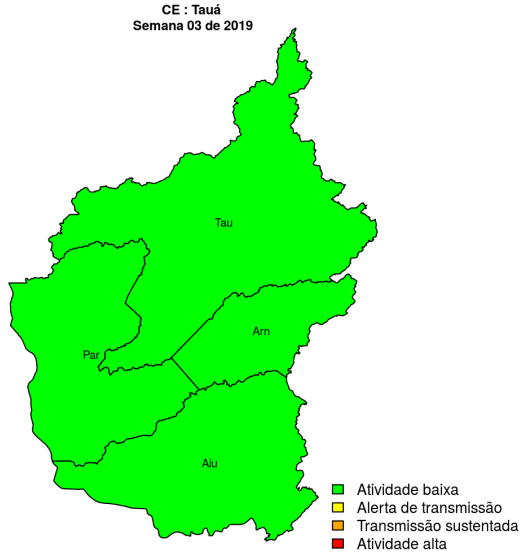 CE : Tauá
Semana 03 de 2019
Tau
Arn
Par
Aiu
Atividade baixa
Alerta de transmissão
Transmissão sustentada
Atividade alta